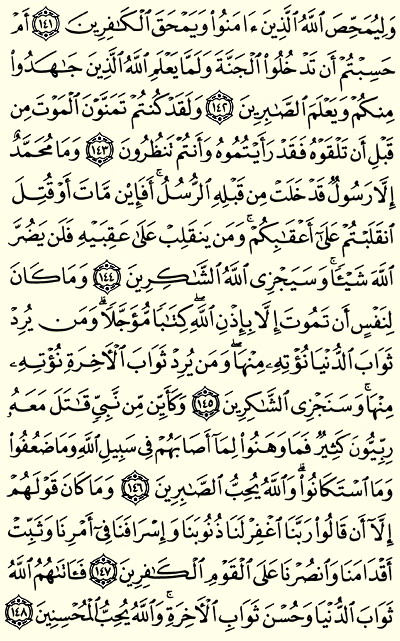 وَلِيُمَحِّصَ ٱللَّهُ ٱلَّذِينَ ءَامَنُوا۟ وَيَمْحَقَ ٱلْكَـٰفِرِينَ ١٤١ أَمْ
حَسِبْتُمْ أَن تَدْخُلُوا۟ ٱلْجَنَّةَ وَلَمَّا يَعْلَمِ ٱللَّهُ ٱلَّذِينَ جَـٰهَدُوا۟
مِنكُمْ وَيَعْلَمَ ٱلصَّـٰبِرِينَ ١٤٢ وَلَقَدْ كُنتُمْ تَمَنَّوْنَ ٱلْمَوْتَ مِن
قَبْلِ أَن تَلْقَوْهُ فَقَدْ رَأَيْتُمُوهُ وَأَنتُمْ تَنظُرُونَ ١٤٣ وَمَا مُحَمَّدٌ
إِلَّا رَسُولٌ قَدْ خَلَتْ مِن قَبْلِهِ ٱلرُّسُلُ ۚ أَفَإِي۟ن مَّاتَ أَوْ قُتِلَ
ٱنقَلَبْتُمْ عَلَىٰٓ أَعْقَـٰبِكُمْ ۚ وَمَن يَنقَلِبْ عَلَىٰ عَقِبَيْهِ فَلَن يَضُرَّ
ٱللَّهَ شَيْـًٔا ۗ وَسَيَجْزِى ٱللَّهُ ٱلشَّـٰكِرِينَ ١٤٤ وَمَا كَانَ
لِنَفْسٍ أَن تَمُوتَ إِلَّا بِإِذْنِ ٱللَّهِ كِتَـٰبًا مُّؤَجَّلًا ۗ وَمَن يُرِدْ
ثَوَابَ ٱلدُّنْيَا نُؤْتِهِۦ مِنْهَا وَمَن يُرِدْ ثَوَابَ ٱلْـَٔاخِرَةِ نُؤْتِهِۦ
مِنْهَا ۚ وَسَنَجْزِى ٱلشَّـٰكِرِينَ ١٤٥ وَكَأَيِّن مِّن نَّبِىٍّ قَـٰتَلَ مَعَهُۥ
رِبِّيُّونَ كَثِيرٌ فَمَا وَهَنُوا۟ لِمَآ أَصَابَهُمْ فِى سَبِيلِ ٱللَّهِ وَمَا ضَعُفُوا۟
وَمَا ٱسْتَكَانُوا۟ ۗ وَٱللَّهُ يُحِبُّ ٱلصَّـٰبِرِينَ ١٤٦ وَمَا كَانَ قَوْلَهُمْ
إِلَّآ أَن قَالُوا۟ رَبَّنَا ٱغْفِرْ لَنَا ذُنُوبَنَا وَإِسْرَافَنَا فِىٓ أَمْرِنَا وَثَبِّتْ
أَقْدَامَنَا وَٱنصُرْنَا عَلَى ٱلْقَوْمِ ٱلْكَـٰفِرِينَ ١٤٧ فَـَٔاتَىٰهُمُ ٱللَّهُ
ثَوَابَ ٱلدُّنْيَا وَحُسْنَ ثَوَابِ ٱلْـَٔاخِرَةِ ۗ وَٱللَّهُ يُحِبُّ ٱلْمُحْسِنِينَ ١٤٨